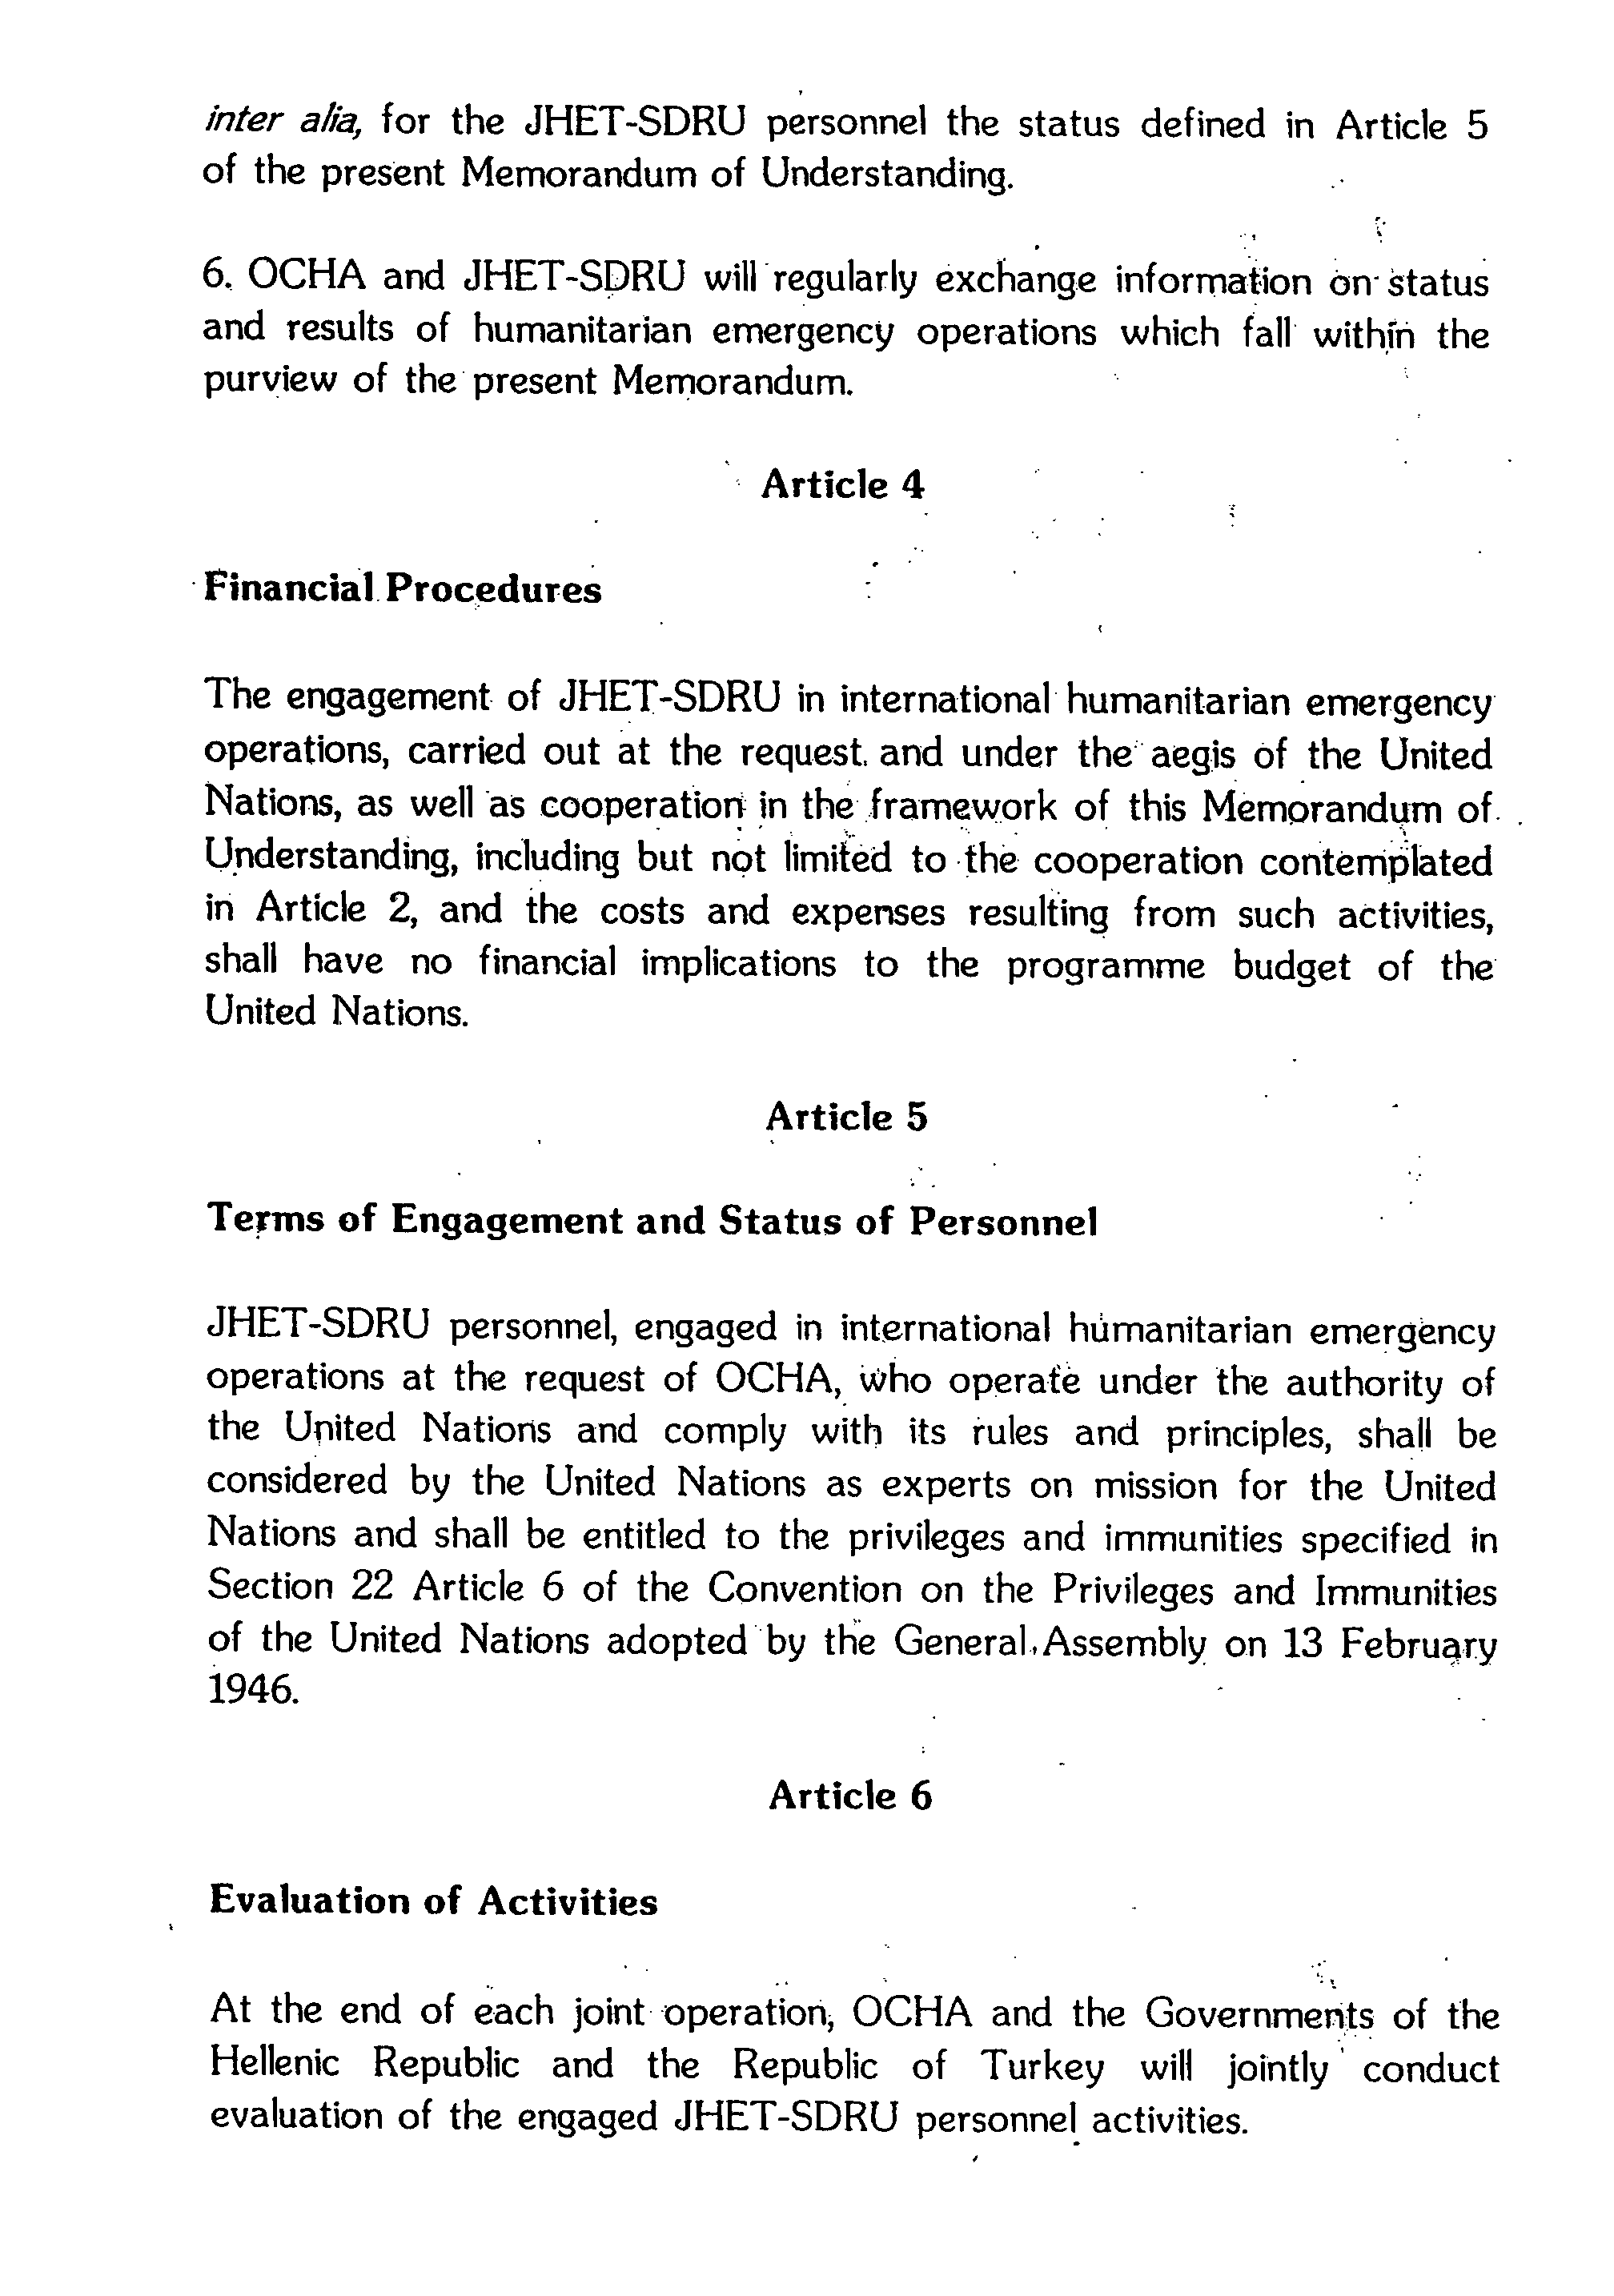 inter alia, for the JHET-SDRU personnel the status defined in Article 5
of the present Memorandum of Understanding.
6. OCHA and JHET-SDRU will regularly exchange information on status
and results of humanitarian emergency operations which fall within the
purview of the present Memorandum.
Article 4
Financial Procedures
The engagement of JHET-SDRU in international humanitarian emergency
operations, carried out at the request and under the aegis of the United
Nations, as well as cooperation in the framework of this Memorandum of
Understanding, including but not limited to the cooperation contemplated
in Article 2, and the costs and expenses resulting from such activities,
shall have no financial implications to the programme budget of the
United Nations.
Article 5
Terms of Engagement and Status of Personnel
JHET-SDRU personnel, engaged in international humanitarian emergency
operations at the request of OCHA, who operate under the authority of
the United Nations and comply with its rules and principles, shall be
considered by the United Nations as experts on mission for the United
Nations and shall be entitled to the privileges and immunities specified in
Section 22 Article 6 of the Convention on the Privileges and Immunities
of the United Nations adopted by the General Assembly on 13 February
1946.
Article 6
Evaluation of Activities
At the end of each joint operation, OCHA and the Governments of the
Hellenic Republic and the Republic of Turkey will jointly conduct
evaluation of the engaged JHET-SDRU personnel activities.